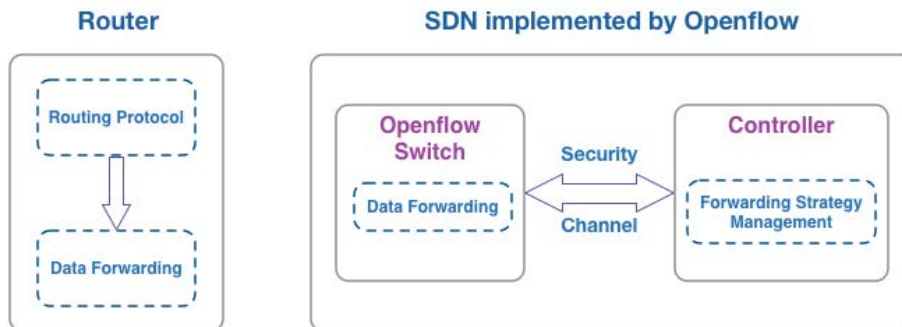 Router
SDN implemented by Openflow
Routing Protocol
Data Forwarding
Openflow
Switch
Data Forwarding
Security
Channel
Controller
Forwarding Strategy
Management